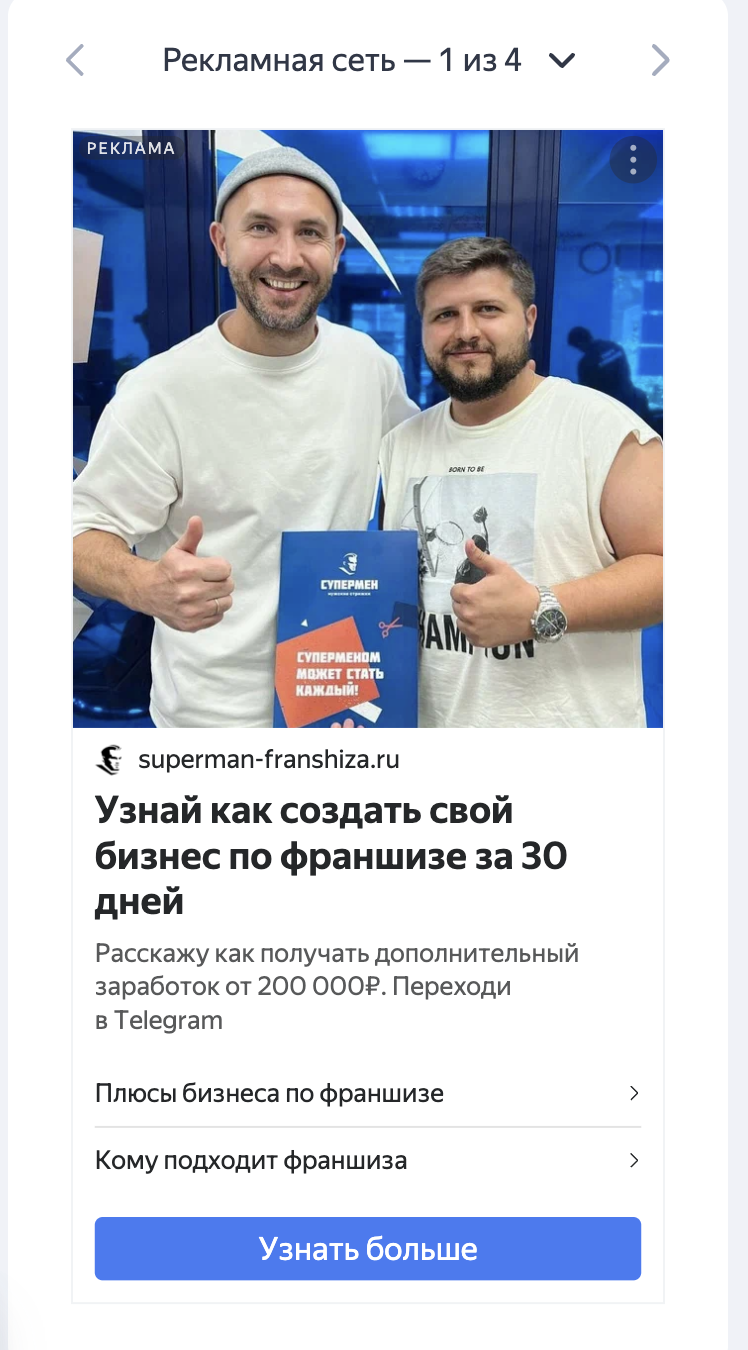 Рекламная сеть — 1 из 4
РЕКЛАМА
BORN TO BE
СУПЕРМЕН
мужские стрижки
СУПЕРМЕНОМ
МОЖЕТ СТАТЬ
КАЖДЫЙ!
superman-franshiza.ru
Узнай как создать свой
бизнес по франшизе за 30
дней
Расскажу как получать дополнительный
заработок от 200 000₽. Переходи
в Telegram
Плюсы бизнеса по франшизе
Кому подходит франшиза
Узнать больше